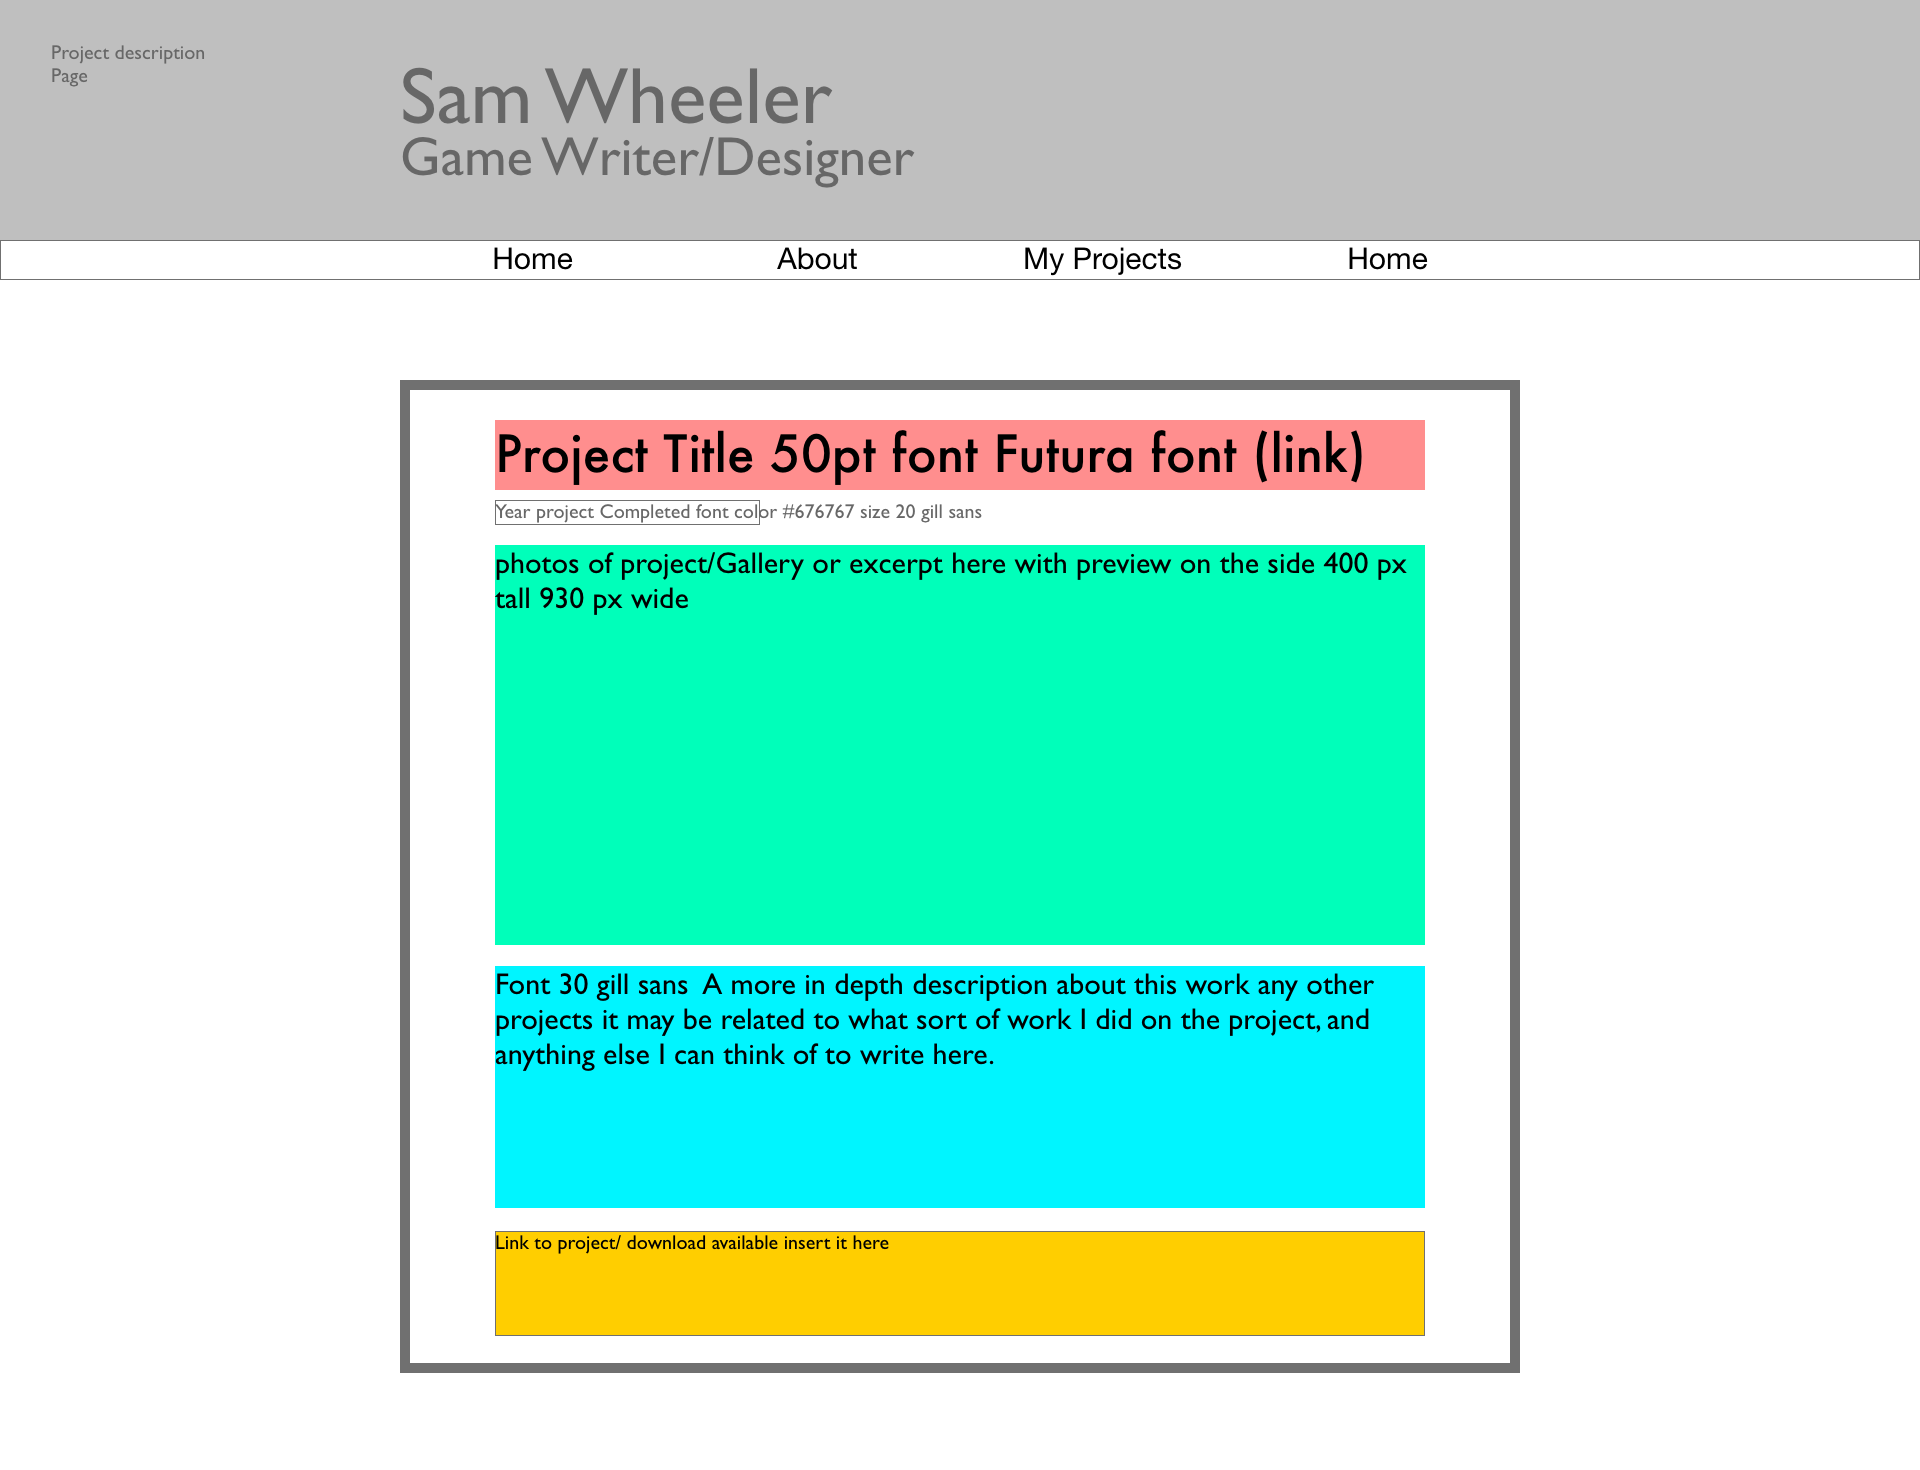 Project description
Page
Sam Wheeler
Game Writer/Designer
Home About My Projects Home
Project Title 50pt font Futura font (link)
Year project Completed font color #676767 size 20 gill sans
photos of project/Gallery or excerpt here with preview on the side 400 px
tall 930 px wide
Font 30 gill sans  A more in depth description about this work any other
projects it may be related to what sort of work I did on the project, and
anything else I can think of to write here.
Link to project/ download available insert it here